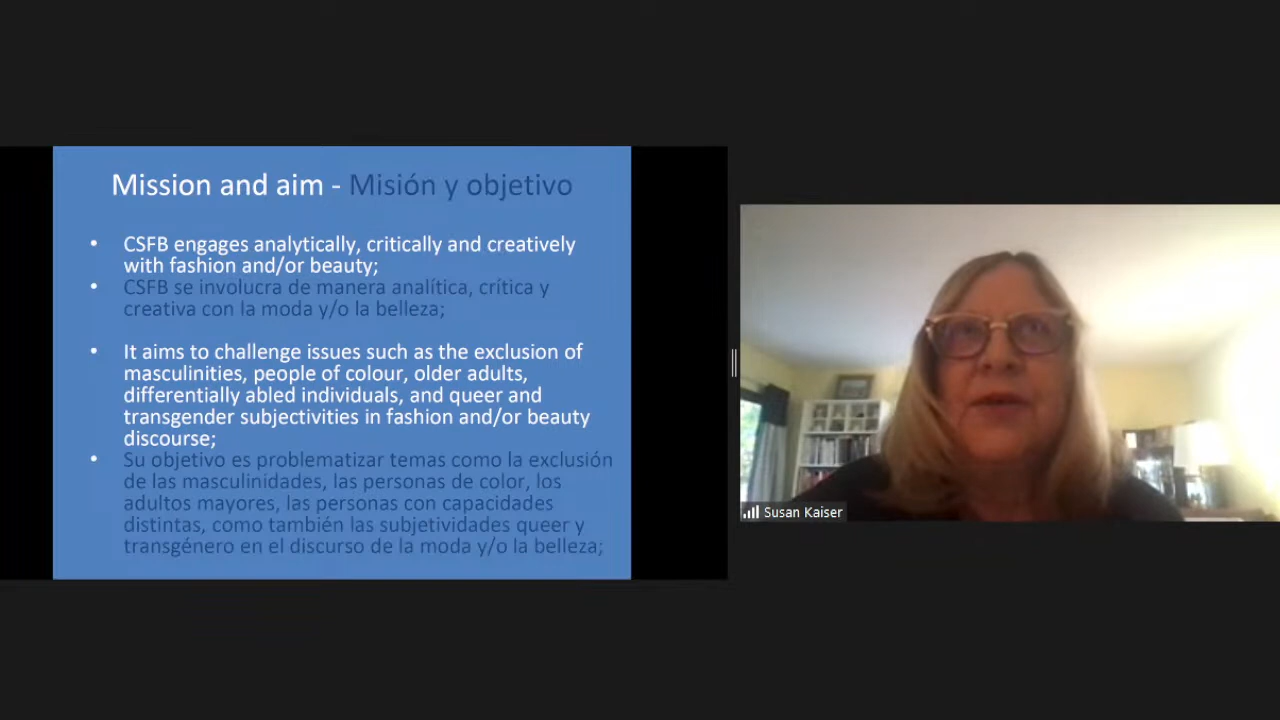 Mission and aim - Misión y objetivo
• CSFB engages analytically, critically and creatively
with fashion and/or beauty;
• CSFB se involucra de manera analítica, crítica y
creativa con la moda y/o la belleza;
• It aims to challenge issues such as the exclusion of
masculinities, people of colour, older adults,
differentially abled individuals, and queer and
transgender subjectivities in fashion and/or beauty
discourse;
• Su objetivo es problematizar temas como la exclusión
de las masculinidades, las personas de color, los
adultos mayores, las personas con capacidades
distintas, como también las subjetividades queer y
transgénero en el discurso de la moda y/o la belleza;
Susan Kaiser